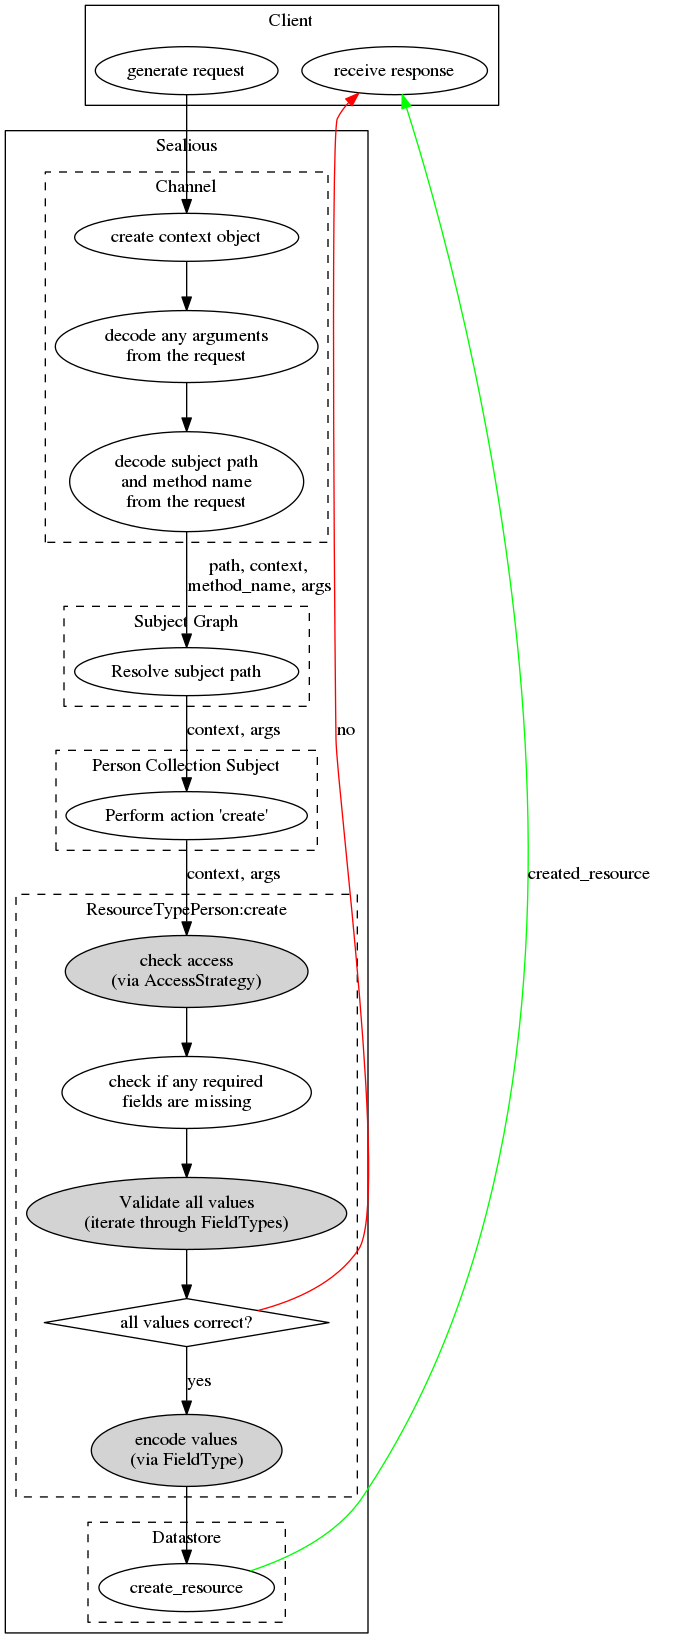 Client
generate request
receive response
Sealious
Channel
create context object
decode any arguments
from the request
decode subject path
and method name
from the request
path, context,
method_name, args
Subject Graph
Resolve subject path
context, args
no
Person Collection Subject
Perform action 'create'
context, args
created_resource
ResourceTypePerson:create
check access
(via AccessStrategy)
check if any required
fields are missing
Validate all values
(iterate through FieldTypes)
all values correct?
yes
encode values
(via FieldType)
Datastore
create_resource